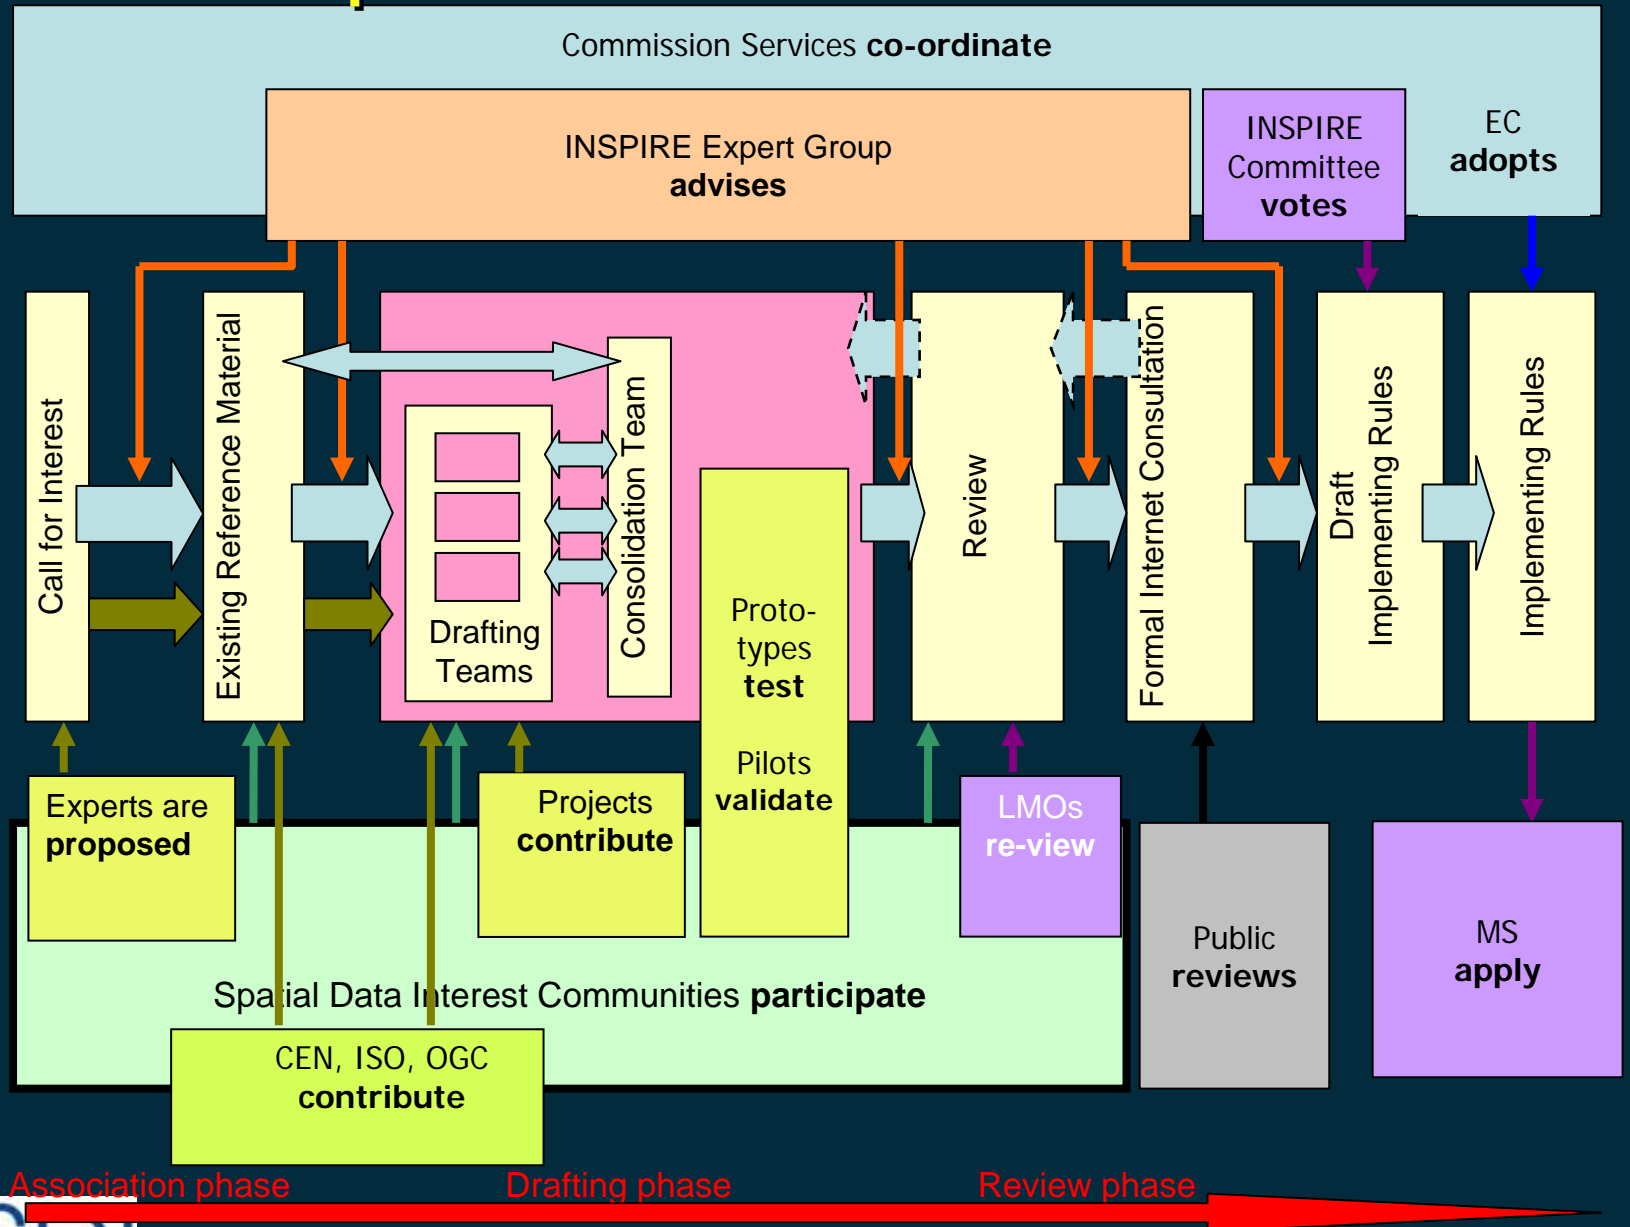 Commission Services co-ordinate
INSPIRE Expert Group
advises
INSPIRE
Committee
votes
EC
adopts
Call for Interest
Existing Reference Material
Drafting
Teams
Consolidation Team
Proto-
types
test
Pilots
validate
Review
Formal Internet Consultation
Draft
Implementing Rules
Implementing Rules
Experts are
proposed
Projects
contribute
LMOs
re-view
Spatial Data Interest Communities participate
CEN, ISO, OGC
contribute
Public
reviews
MS
apply
Association phase
Drafting phase
Review phase